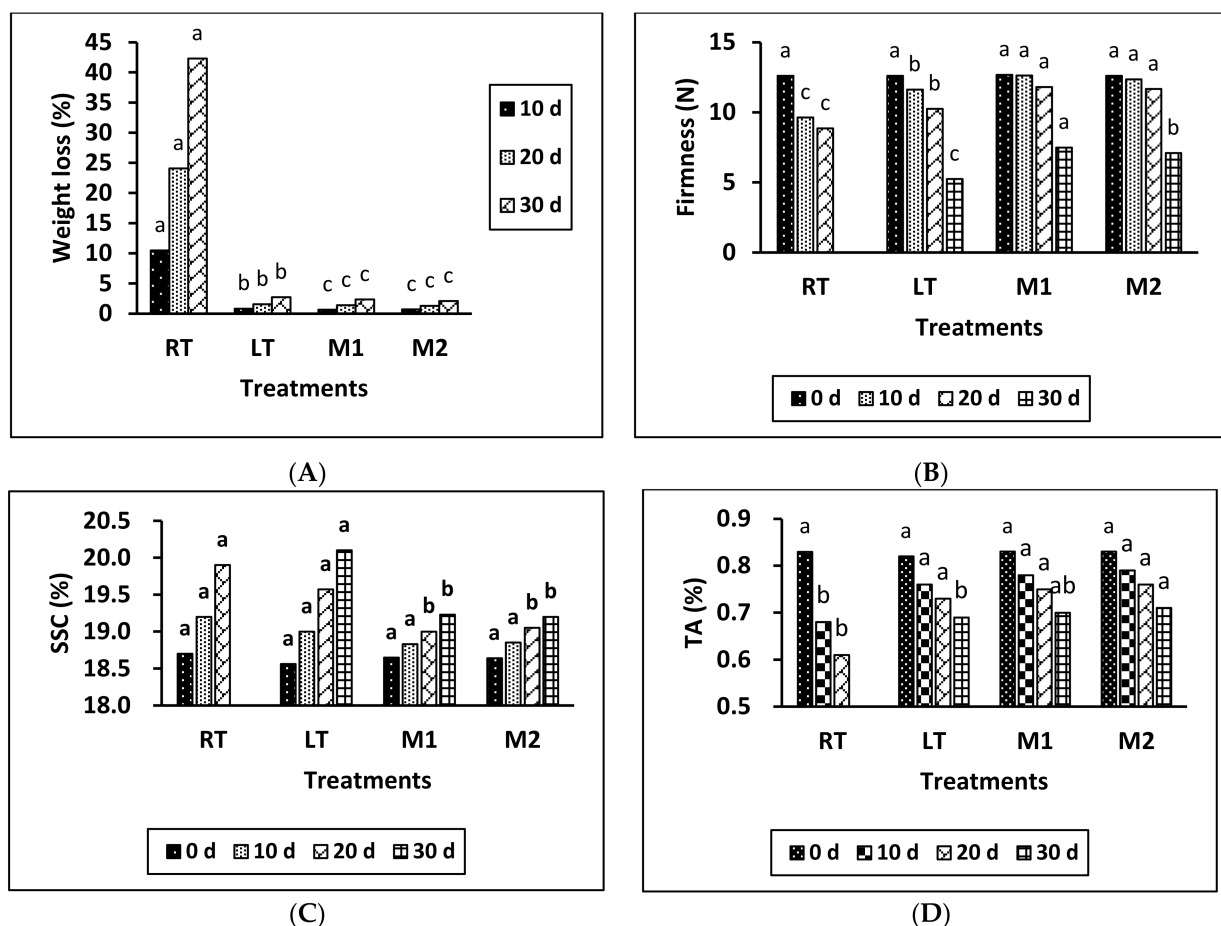 45
40
35
30
25
20
15
10
5
0
Weight loss (%)
a
a
a
b b b
c c c
c c c
RT LT M1 M2
Treatments
10 d
20 d
30 d
(A)
15
10
5
0
Firmness (N)
a c c
a b b c
a a a a
a a a b
RT LT M1 M2
Treatments
0 d 10 d 20 d 30 d
(B)
20.5
20.0
19.5
19.0
18.5
18.0
SSC (%)
a a a
a a a a
a a b b
a a b b
RT LT M1 M2
Treatments
0 d 10 d 20 d 30 d
(C)
0.9
0.8
0.7
0.6
0.5
TA (%)
a b b
a a a b
a a a ab
a a a a
RT LT M1 M2
Treatments
0 d 10 d 20 d 30 d
(D)